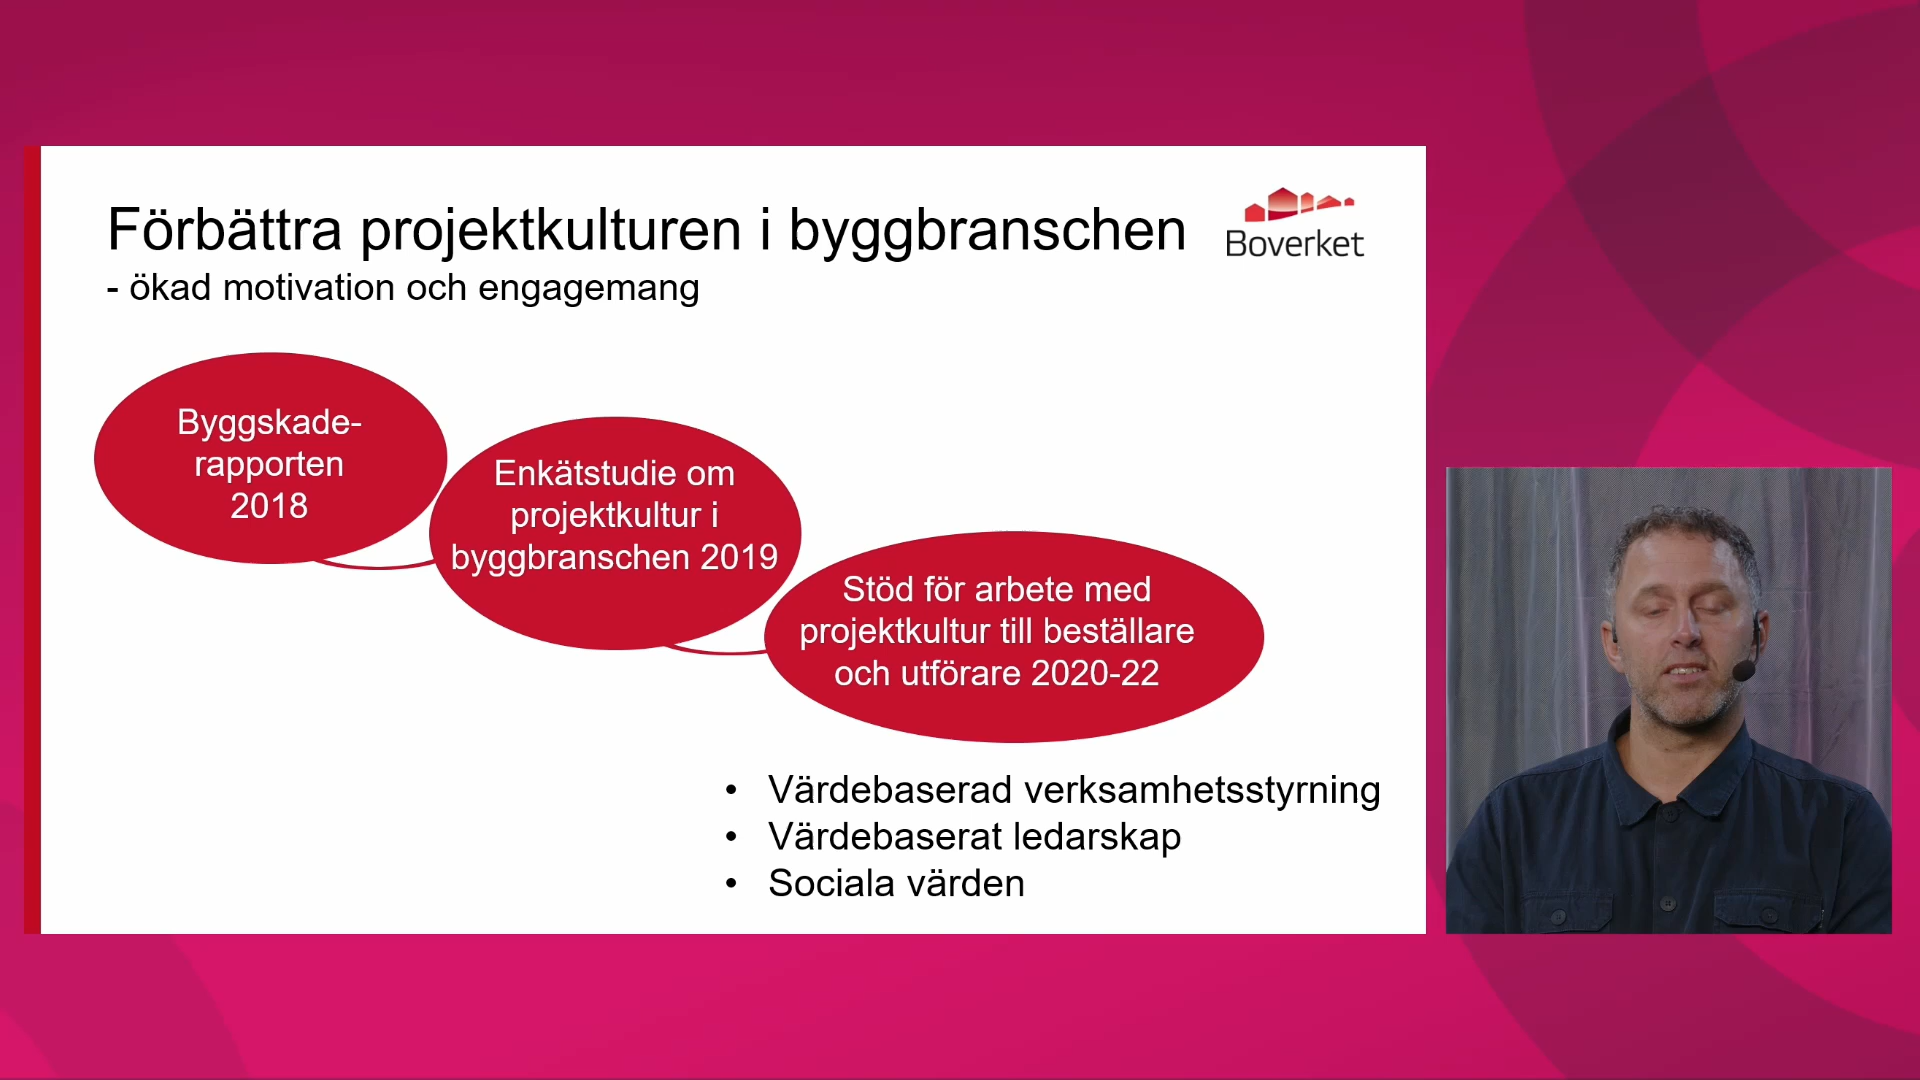 Förbättra projektkulturen i byggbranschen
- ökad motivation och engagemang
Boverket
Byggskade-
rapporten
2018
Enkätstudie om
projektkultur i
byggbranschen 2019
Stöd för arbete med
projektkultur till beställare
och utförare 2020-22
• Värdebaserad verksamhetsstyrning
• Värdebaserat ledarskap
• Sociala värden